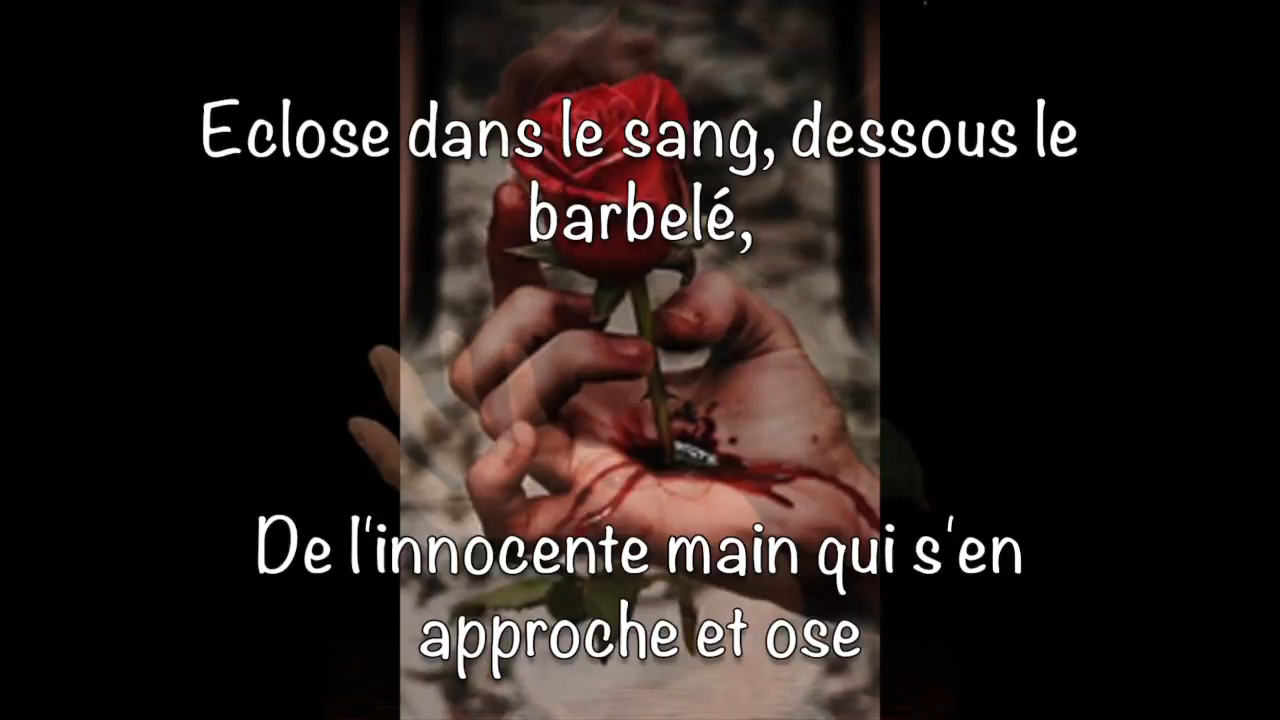 Eclose dans le sang, dessous le
barbelé,
De l'innocente main qui s'en
approche et ose